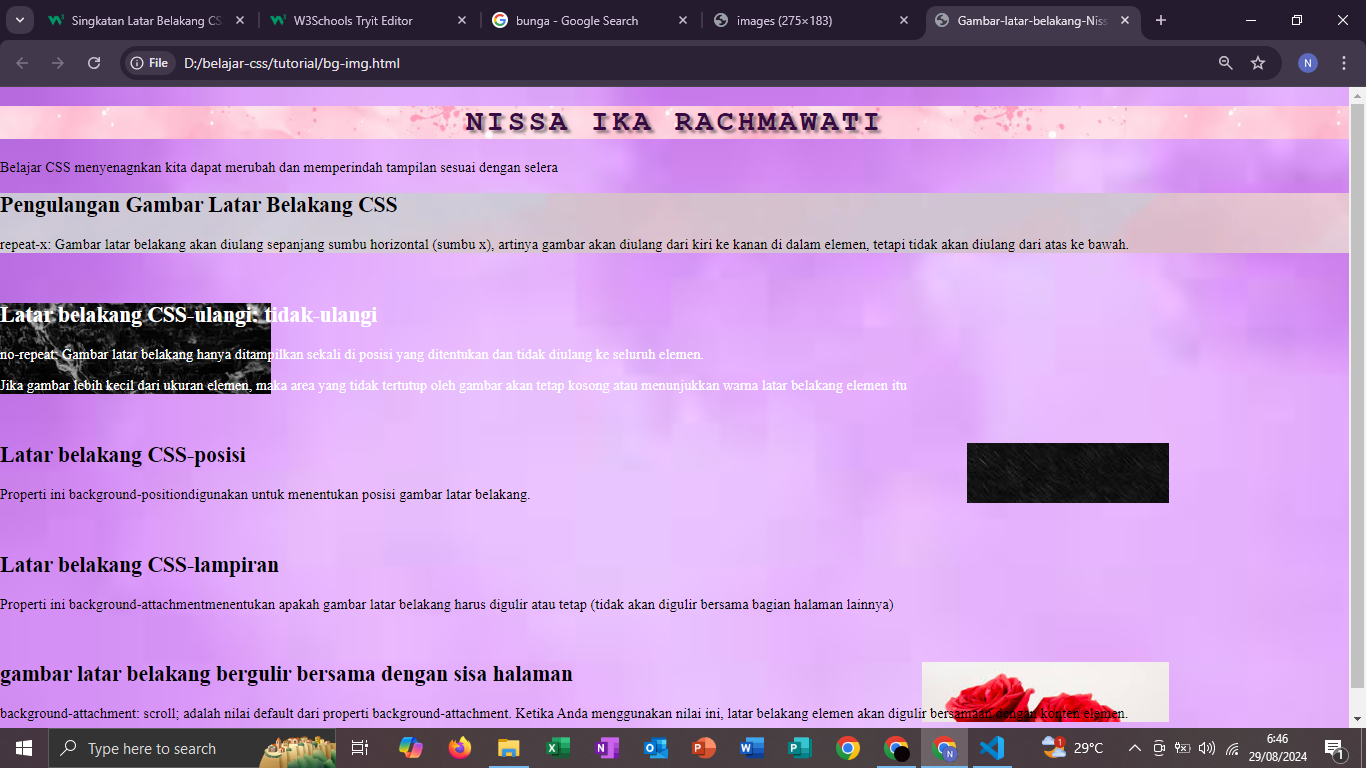 Singkatan Latar Belakang CS
W3Schools Tryit Editor
bunga - Google Search
images (275×183)
Gambar-latar-belakang-Niss
File
D:/belajar-css/tutorial/bg-img.html
N
NISSA IKA RACHMAWATI
Belajar CSS menyenagnkan kita dapat merubah dan memperindah tampilan sesuai dengan selera
Pengulangan Gambar Latar Belakang CSS
repeat-x: Gambar latar belakang akan diulang sepanjang sumbu horizontal (sumbu x), artinya gambar akan diulang dari kiri ke kanan di dalam elemen, tetapi tidak akan diulang dari atas ke bawah.
Latar belakang CSS-ulangi: tidak-ulangi
no-repeat: Gambar latar belakang hanya ditampilkan sekali di posisi yang ditentukan dan tidak diulang ke seluruh elemen.
Jika gambar lebih kecil dari ukuran elemen, maka area yang tidak tertutup oleh gambar akan tetap kosong atau menunjukkan warna latar belakang elemen itu
Latar belakang CSS-posisi
Properti ini background-positiondigunakan untuk menentukan posisi gambar latar belakang.
Latar belakang CSS-lampiran
Properti ini background-attachmentmenentukan apakah gambar latar belakang harus digulir atau tetap (tidak akan digulir bersama bagian halaman lainnya)
gambar latar belakang bergulir bersama dengan sisa halaman
background-attachment: scroll; adalah nilai default dari properti background-attachment. Ketika Anda menggunakan nilai ini, latar belakang elemen akan digulir dengan konten elemen.
Type here to search
29°C
6:46
29/08/2024
1